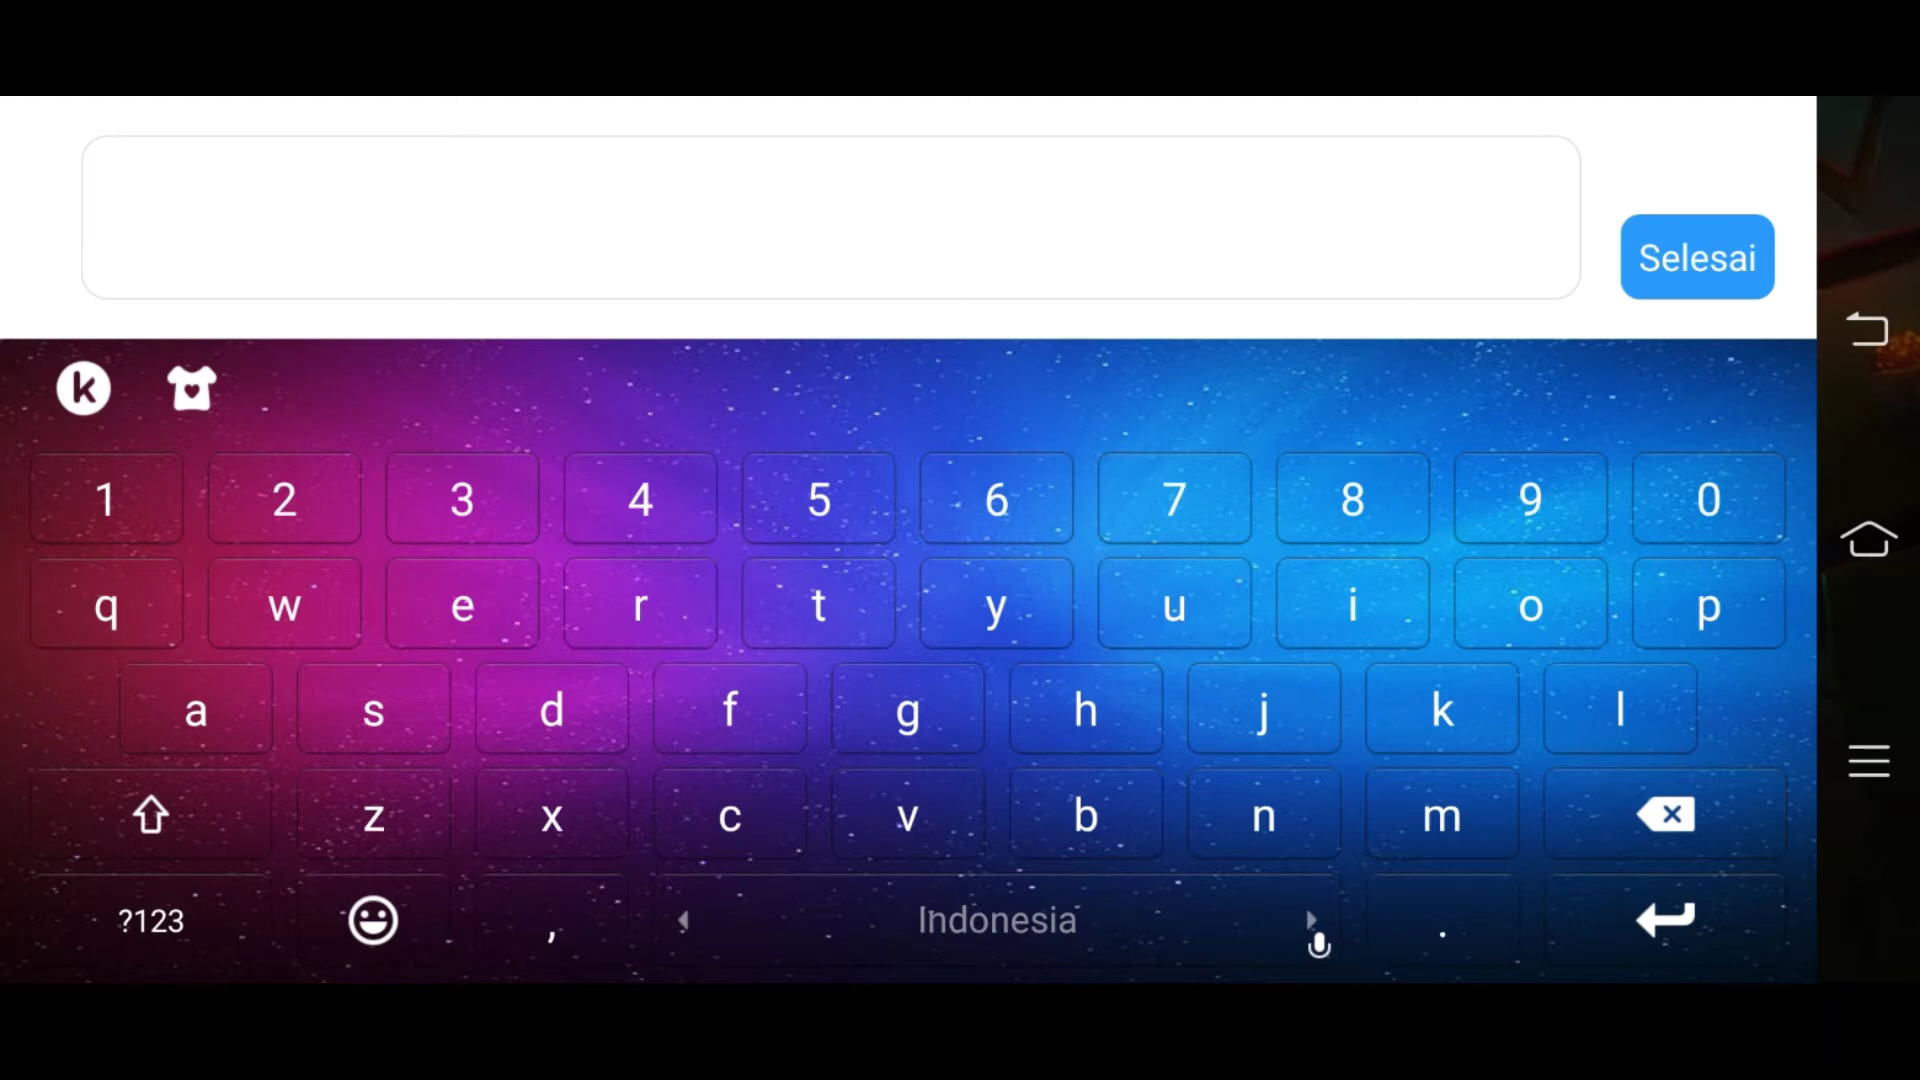 Selesai
k
1 2 3 4 5 6 7 8 9 0
q w e r t y u i o p
a s d f g h j k l
z x c v b n m
?123 , Indonesia .